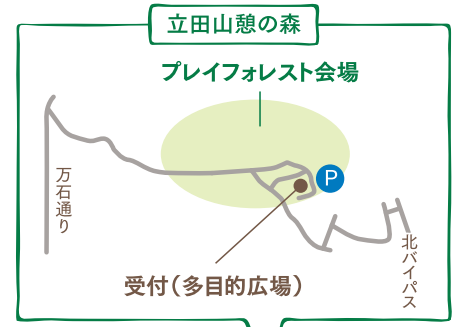 立田山憩の森
プレイフォレスト会場
P
万石通り
北バイパス
受付（多目的広場）